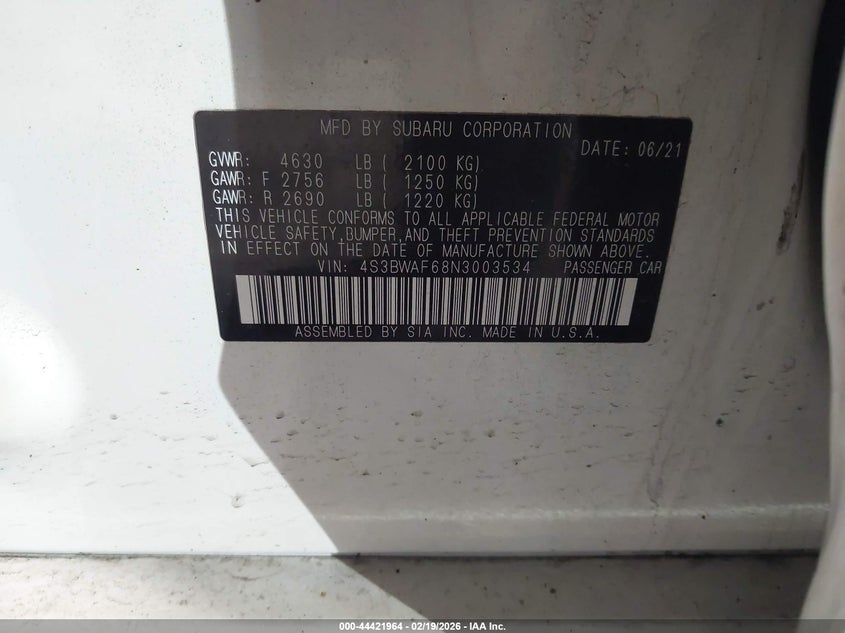 MFD BY SUBARU CORPORATION
DATE: 06/21
GVWR: 4630 LB ( 2100 KG)
GAWR: F 2756 LB ( 1250 KG)
GAWR: R 2690 LB ( 1220 KG)
THIS VEHICLE CONFORMS TO ALL APPLICABLE FEDERAL MOTOR
VEHICLE SAFETY,BUMPER,AND THEFT PREVENTION STANDARDS
IN EFFECT ON THE DATE OF MANUFACTURE SHOWN ABOVE.
VIN: 4S3BWAF68N3003534 PASSENGER CAR
ASSEMBLED BY SIA INC. MADE IN U.S.A.
000-44421964 - 02/19/2026 - IAA Inc.